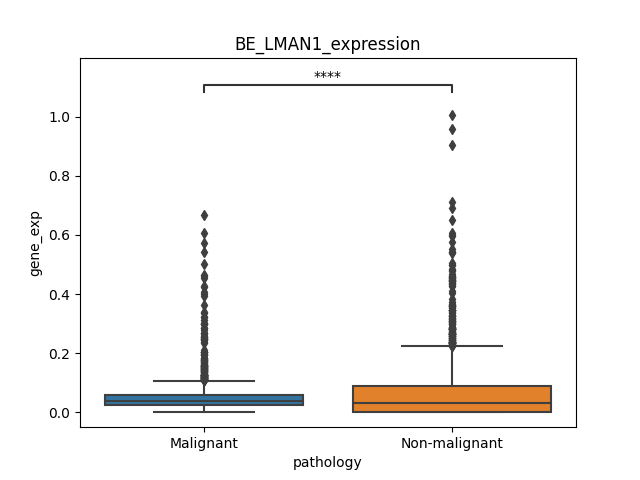 BE_LMAN1_expression
****
1.0
0.8
0.6
0.4
0.2
0.0
gene_exp
Malignant
Non-malignant
pathology